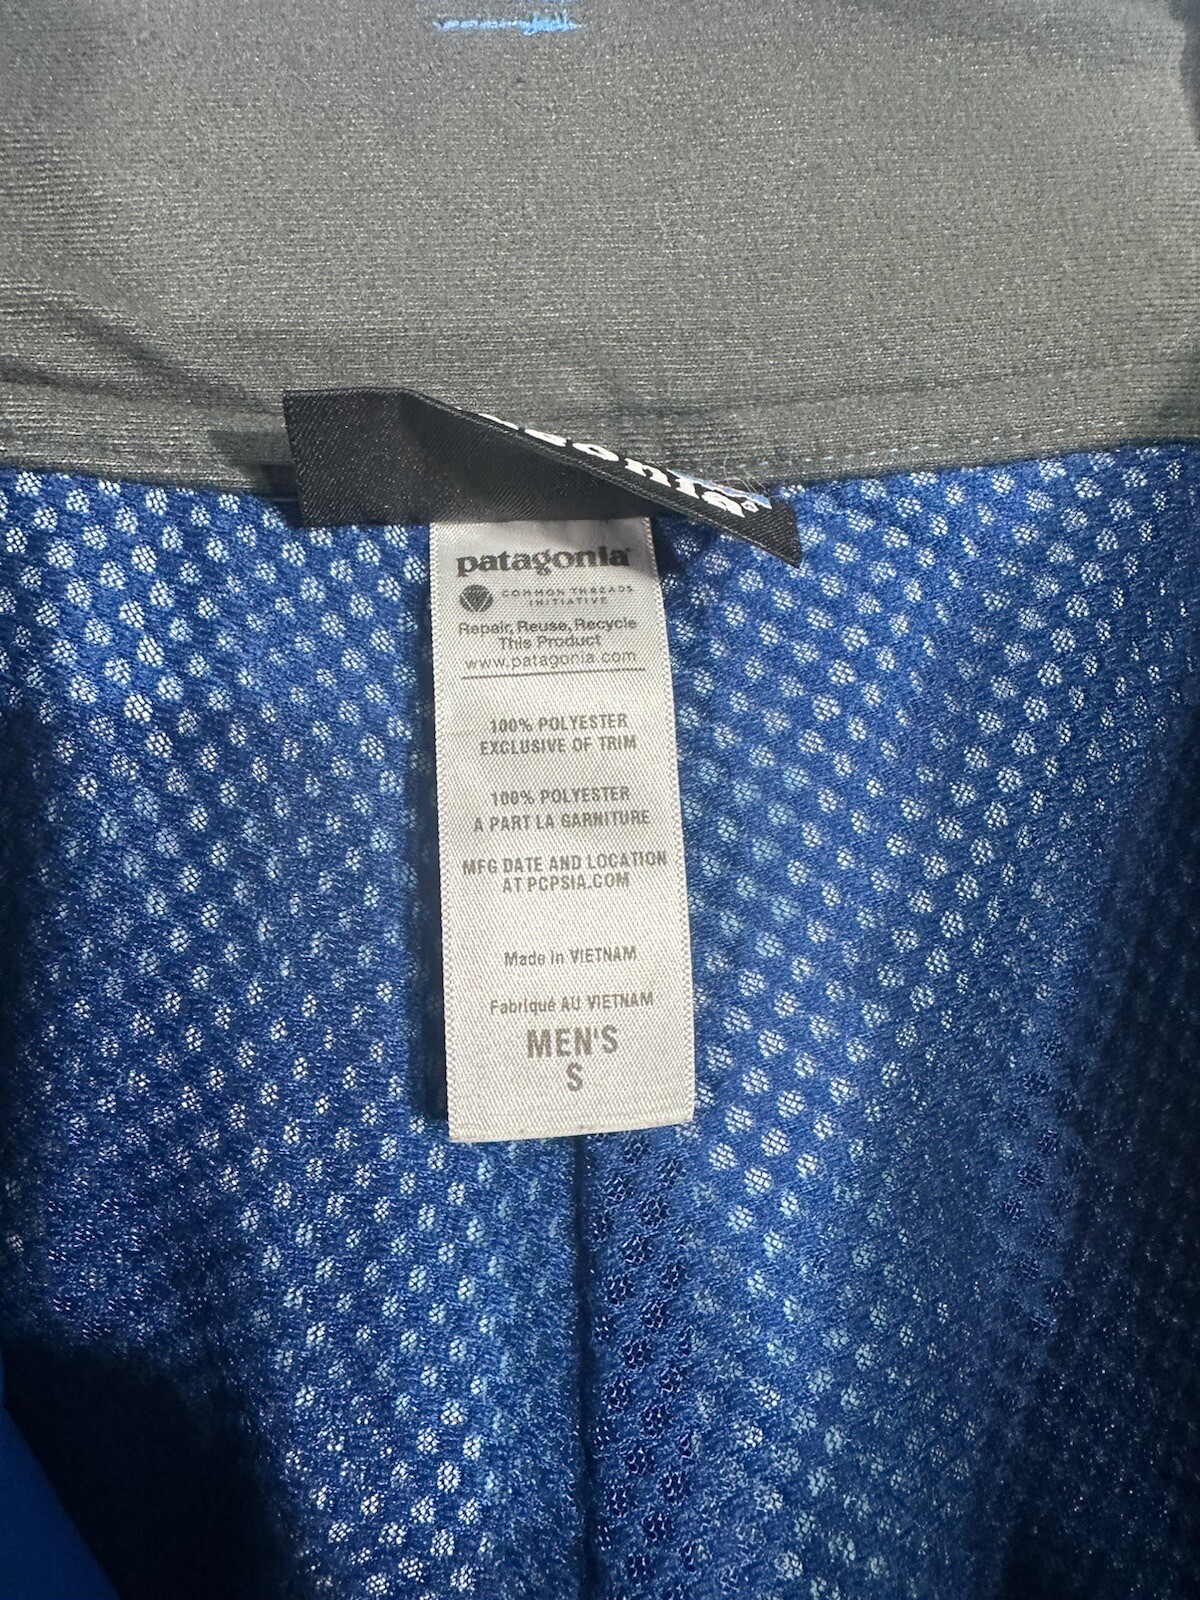 gonia®
patagonia®
COMMON THREADS
INITIATIVE
Repair, Reuse, Recycle
This Product
www.patagonia.com
100% POLYESTER
EXCLUSIVE OF TRIM
100% POLYESTER
A PART LA GARNITURE
MFG DATE AND LOCATION
AT PCPSIA.COM
Made in VIETNAM
Fabriqué AU VIETNAM
MEN'S
S